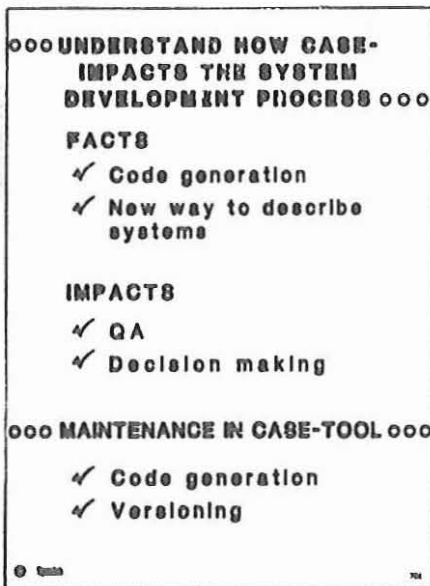 ooo UNDERSTAND HOW CASE-
IMPACTS THE SYSTEM
DEVELOPMENT PROCESS ooo
FACTS
✓ Code generation
✓ New way to describe
systems
IMPACTS
✓ QA
✓ Decision making
ooo MAINTENANCE IN CASE-TOOL ooo
✓ Code generation
✓ Versioning